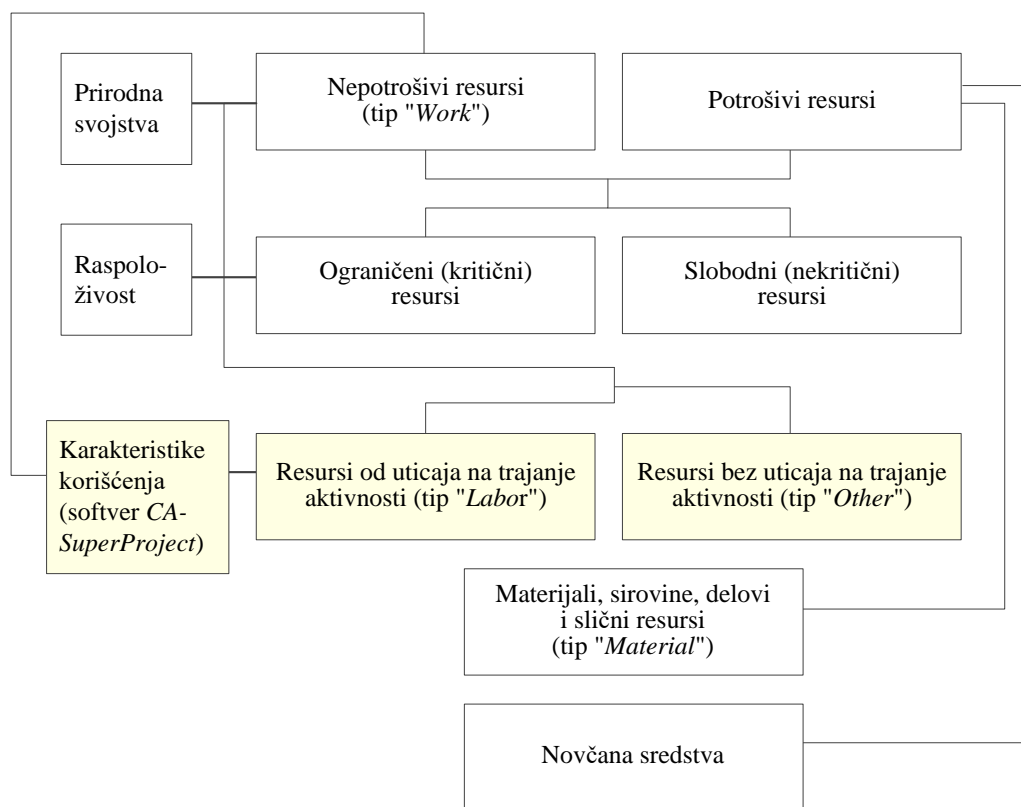 Prirodna
svojstva
Nepotrošivi resursi
(tip "Work")
Potrošivi resursi
Raspolo-
živost
Ograničeni (kritični)
resursi
Slobodni (nekritični)
resursi
Karakteristike
korišćenja
(softver CA-
SuperProject)
Resursi od uticaja na trajanje
aktivnosti (tip "Labor")
Resursi bez uticaja na trajanje
aktivnosti (tip "Other")
Materijali, sirovine, delovi
i slični resursi
(tip "Material")
Novčana sredstva